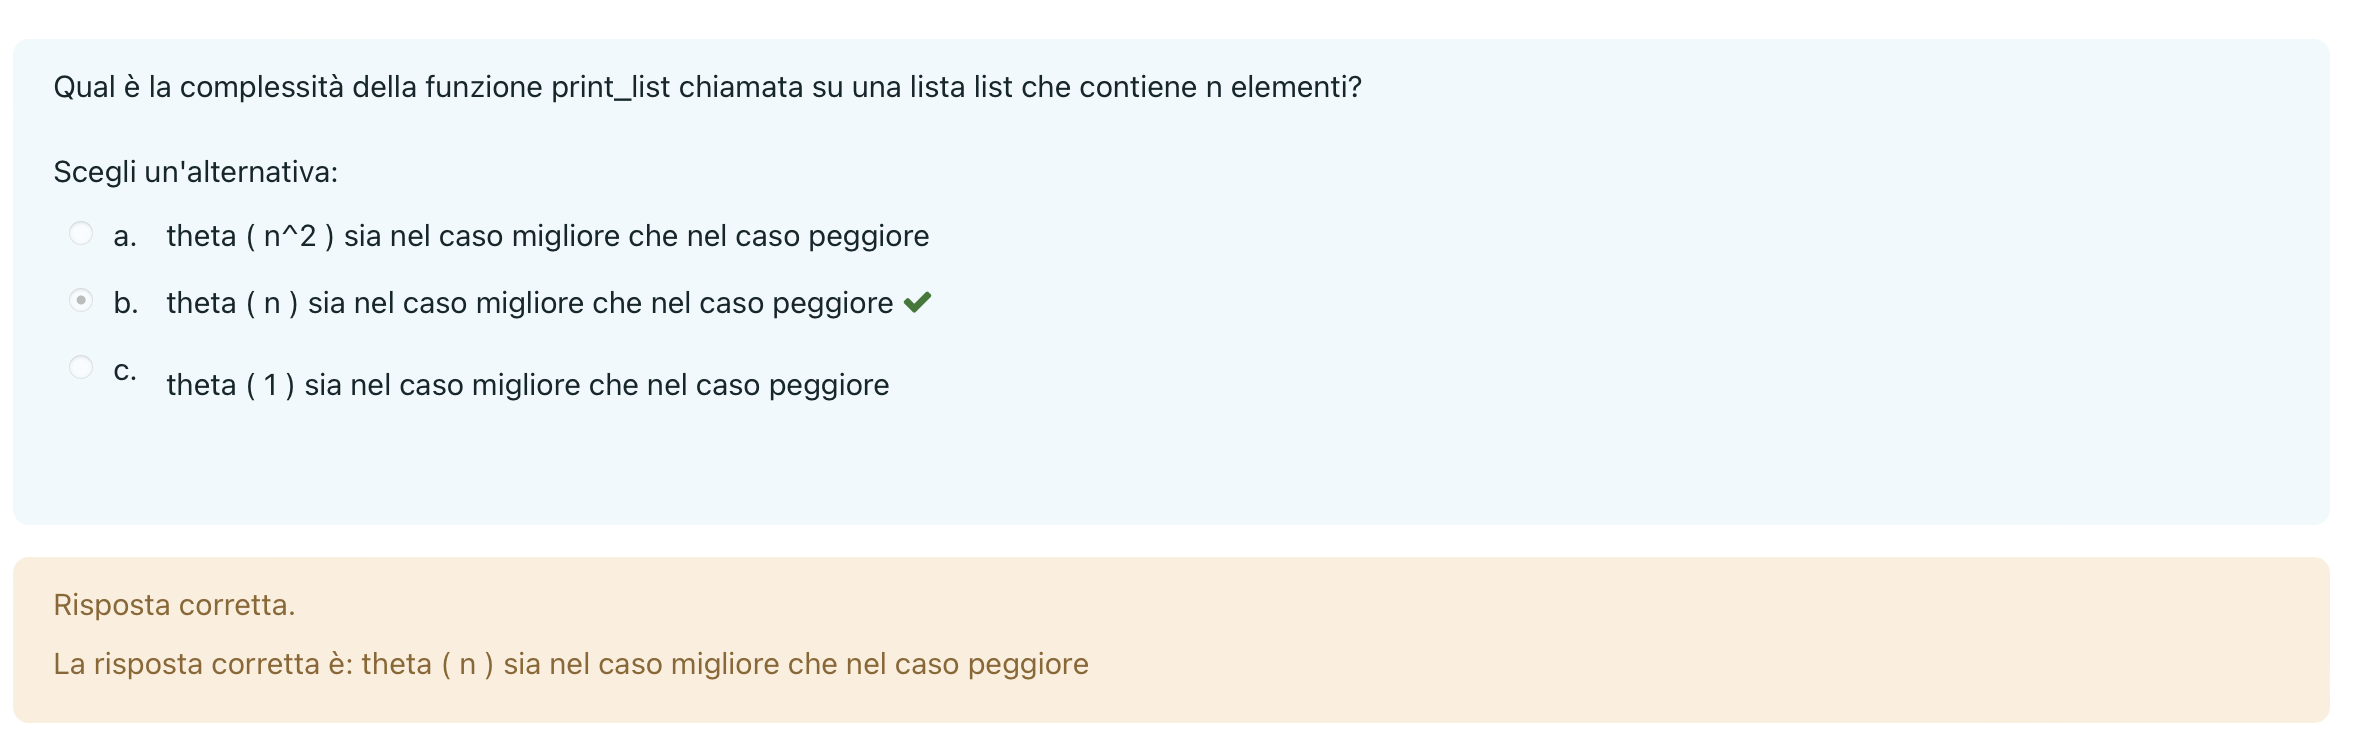 Qual è la complessità della funzione print_list chiamata su una lista list che contiene n elementi?
Scegli un'alternativa:
a. theta ( n^2 ) sia nel caso migliore che nel caso peggiore
b. theta ( n ) sia nel caso migliore che nel caso peggiore
c. theta ( 1 ) sia nel caso migliore che nel caso peggiore
Risposta corretta.
La risposta corretta è: theta ( n ) sia nel caso migliore che nel caso peggiore